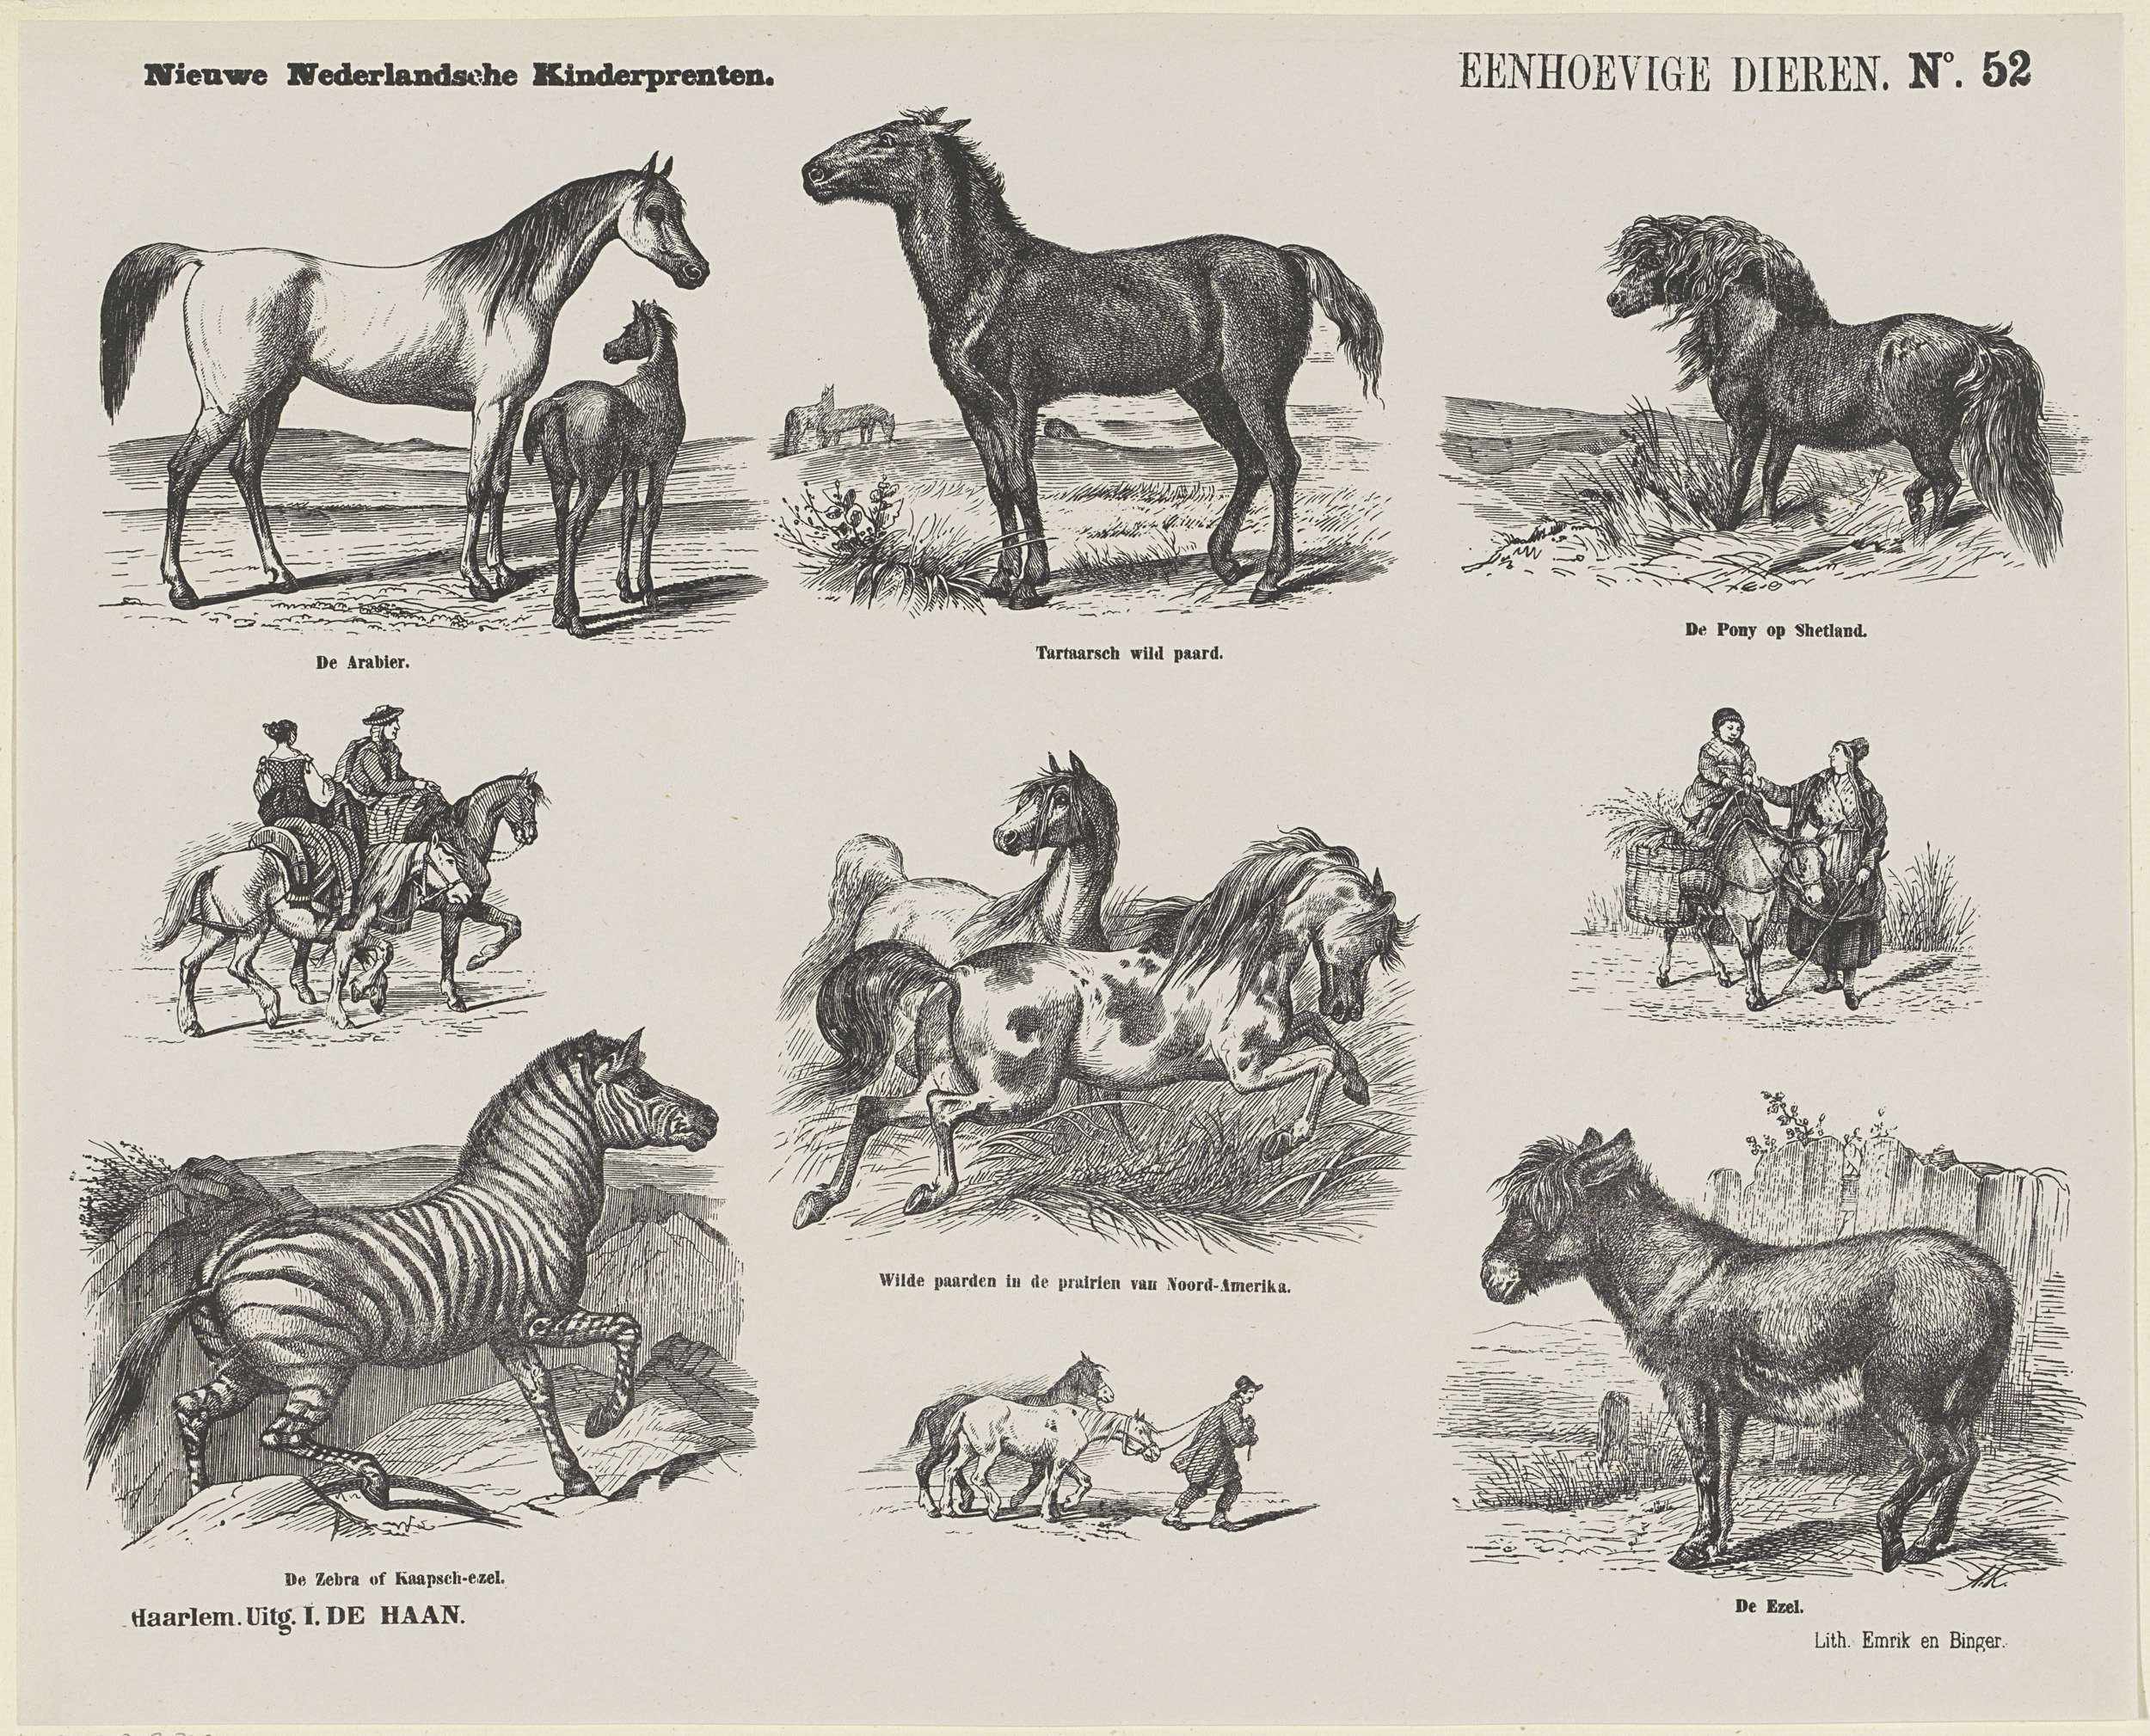 Nieuwe Nederlandsche Kinderprenten.
EENHOEVIGE DIEREN. No. 52
De Arabier.
Tartaarsch wild paard.
De Pony op Shetland.
Wilde paarden in de prairien van Noord-Amerika.
De Zebra of Kaapsch-ezel.
De Ezel.
Haarlem. Uitg. I. DE HAAN.
Lith. Emrik en Binger.